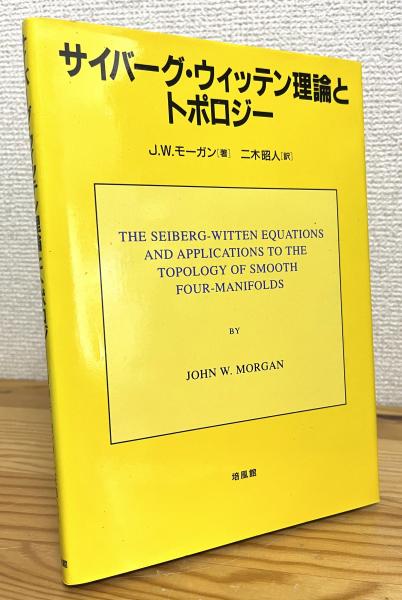 サイバーグ・ウィッテン理論と
トポロジー
J.W.モーガン[著] 二木昭人[訳]
THE SEIBERG-WITTEN EQUATIONS
AND APPLICATIONS TO THE
TOPOLOGY OF SMOOTH
FOUR-MANIFOLDS
BY
JOHN W. MORGAN
培風館